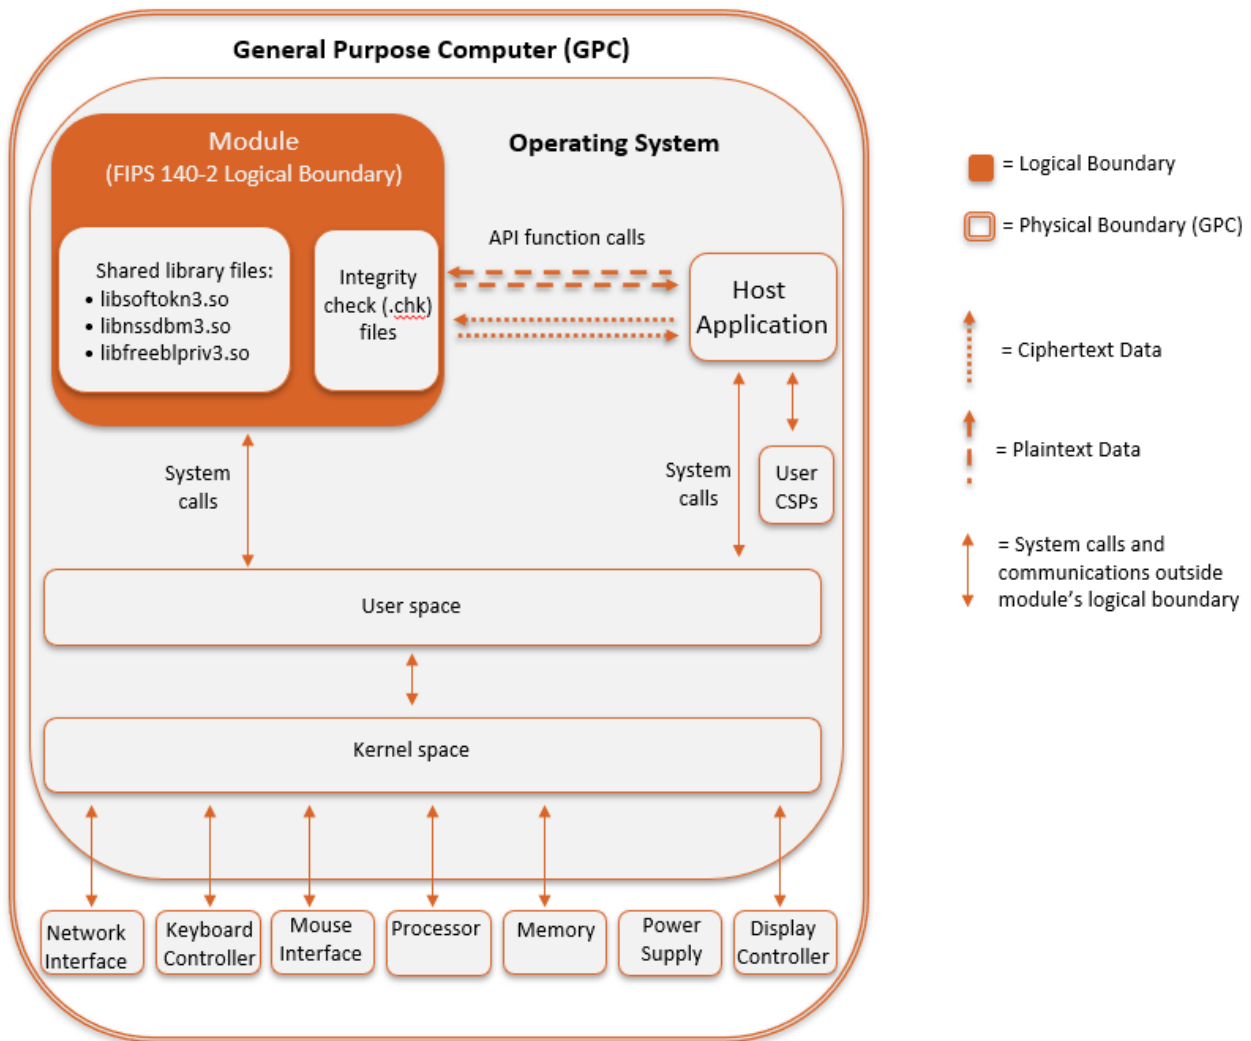 General Purpose Computer (GPC)
Module
(FIPS 140-2 Logical Boundary)
Operating System
Shared library files:
• libsoftokn3.so
• libnssdbm3.so
• libfreeblpriv3.so
Integrity
check (.chk)
files
API function calls
Host
Application
System
calls
System
calls
User
CSPs
User space
Kernel space
Network
Interface
Keyboard
Controller
Mouse
Interface
Processor
Memory
Power
Supply
Display
Controller
= Logical Boundary
= Physical Boundary (GPC)
= Ciphertext Data
= Plaintext Data
= System calls and
communications outside
module’s logical boundary